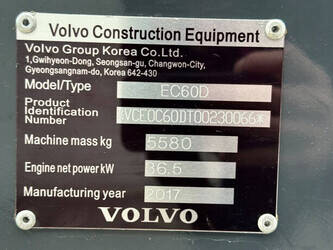 Volvo Construction Equipment
Volvo Group Korea Co.Ltd.
1,Gwihyeon-Dong, Seongsan-gu, Changwon-City,
Gyeongsangnam-do, Korea 642-430
Model/Type EC60D
Product
Identification
Number *VCE0C60DT00230066*
Machine mass kg 5580
Engine net power kW 36.5
Manufacturing year 2017
VOLVO